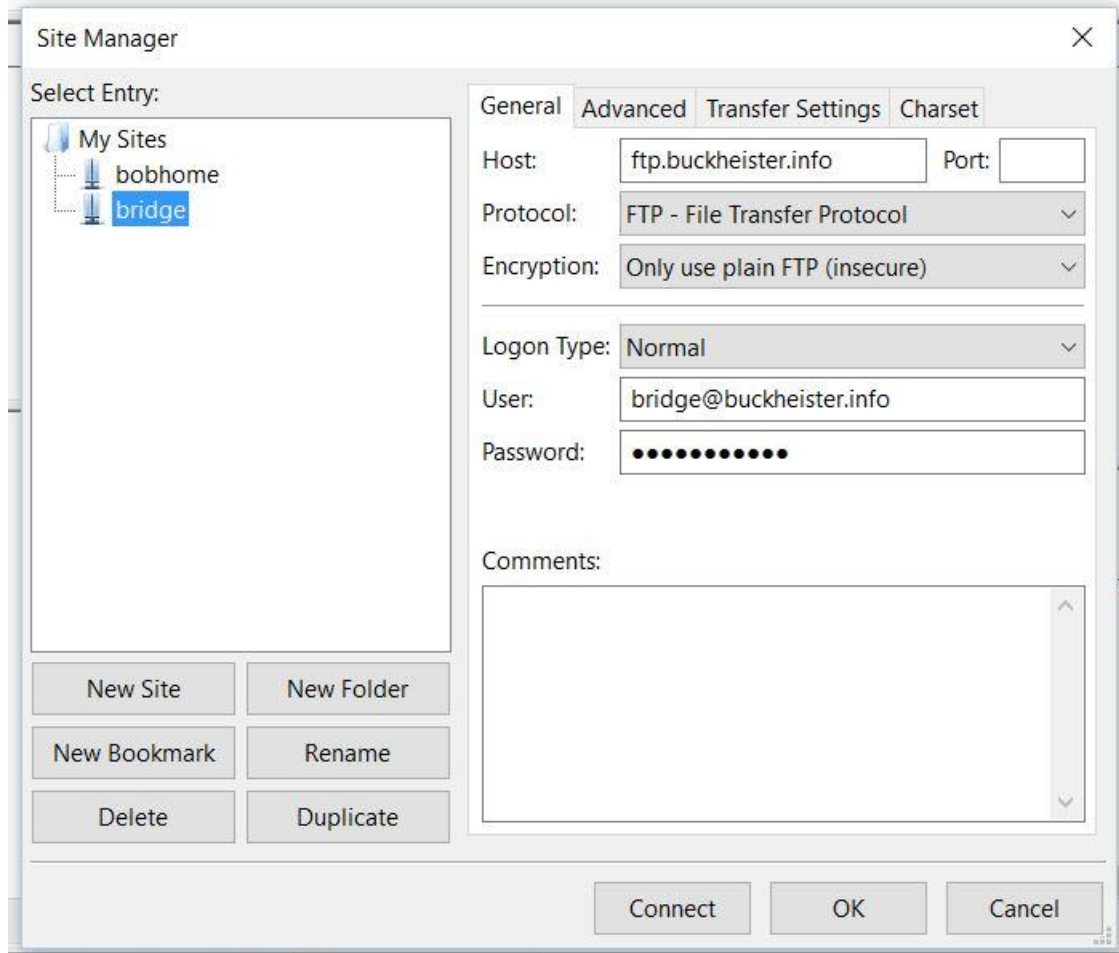 Site Manager
Select Entry:
My Sites
bobhome
bridge
New Site
New Folder
New Bookmark
Rename
Delete
Duplicate
General Advanced Transfer Settings Charset
Host: ftp.buckheister.info Port:
Protocol: FTP - File Transfer Protocol
Encryption: Only use plain FTP (insecure)
Logon Type: Normal
User: bridge@buckheister.info
Password: ●●●●●●●●●●●
Comments:
Connect
OK
Cancel